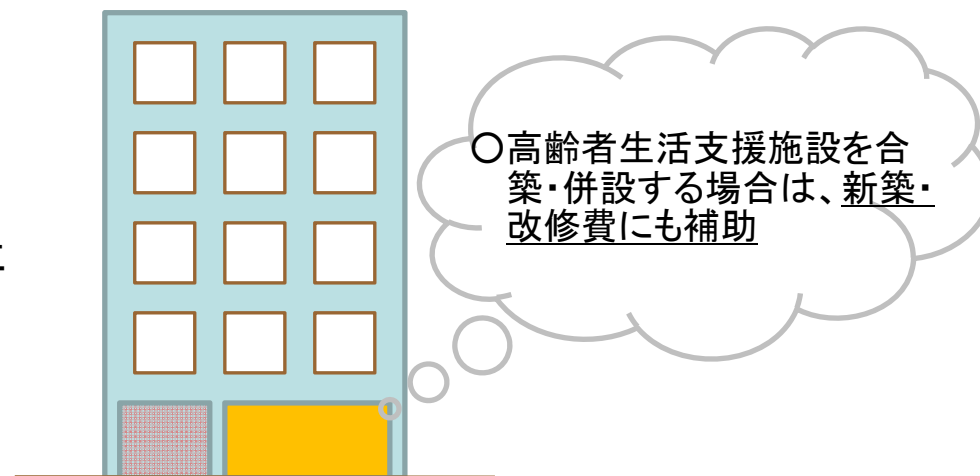 〇高齢者生活支援施設を合
築・併設する場合は、新築・
改修費にも補助